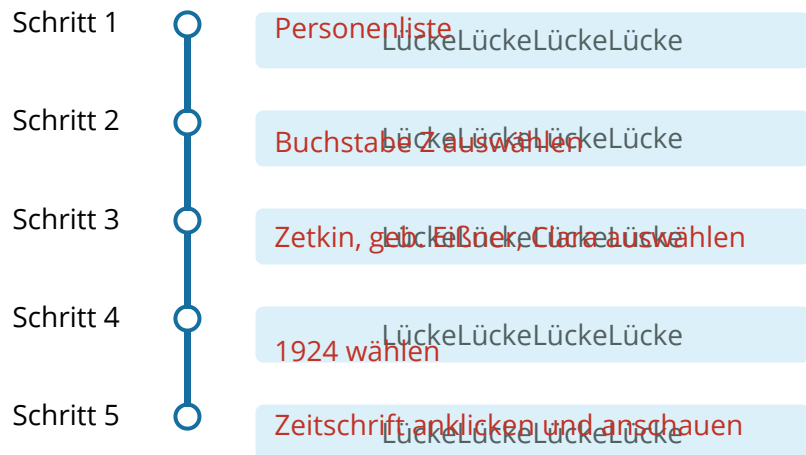 Schritt 1
Personenliste
LückeLückeLückeLücke
Schritt 2
Buchstabe Z auswählen
LückeLückeLückeLücke
Schritt 3
Zetkin, geb. Eißner, Clara auswählen
LückeLückeLückeLücke
Schritt 4
LückeLückeLückeLücke
1924 wählen
Schritt 5
Zeitschrift anklicken und anschauen
LückeLückeLückeLücke